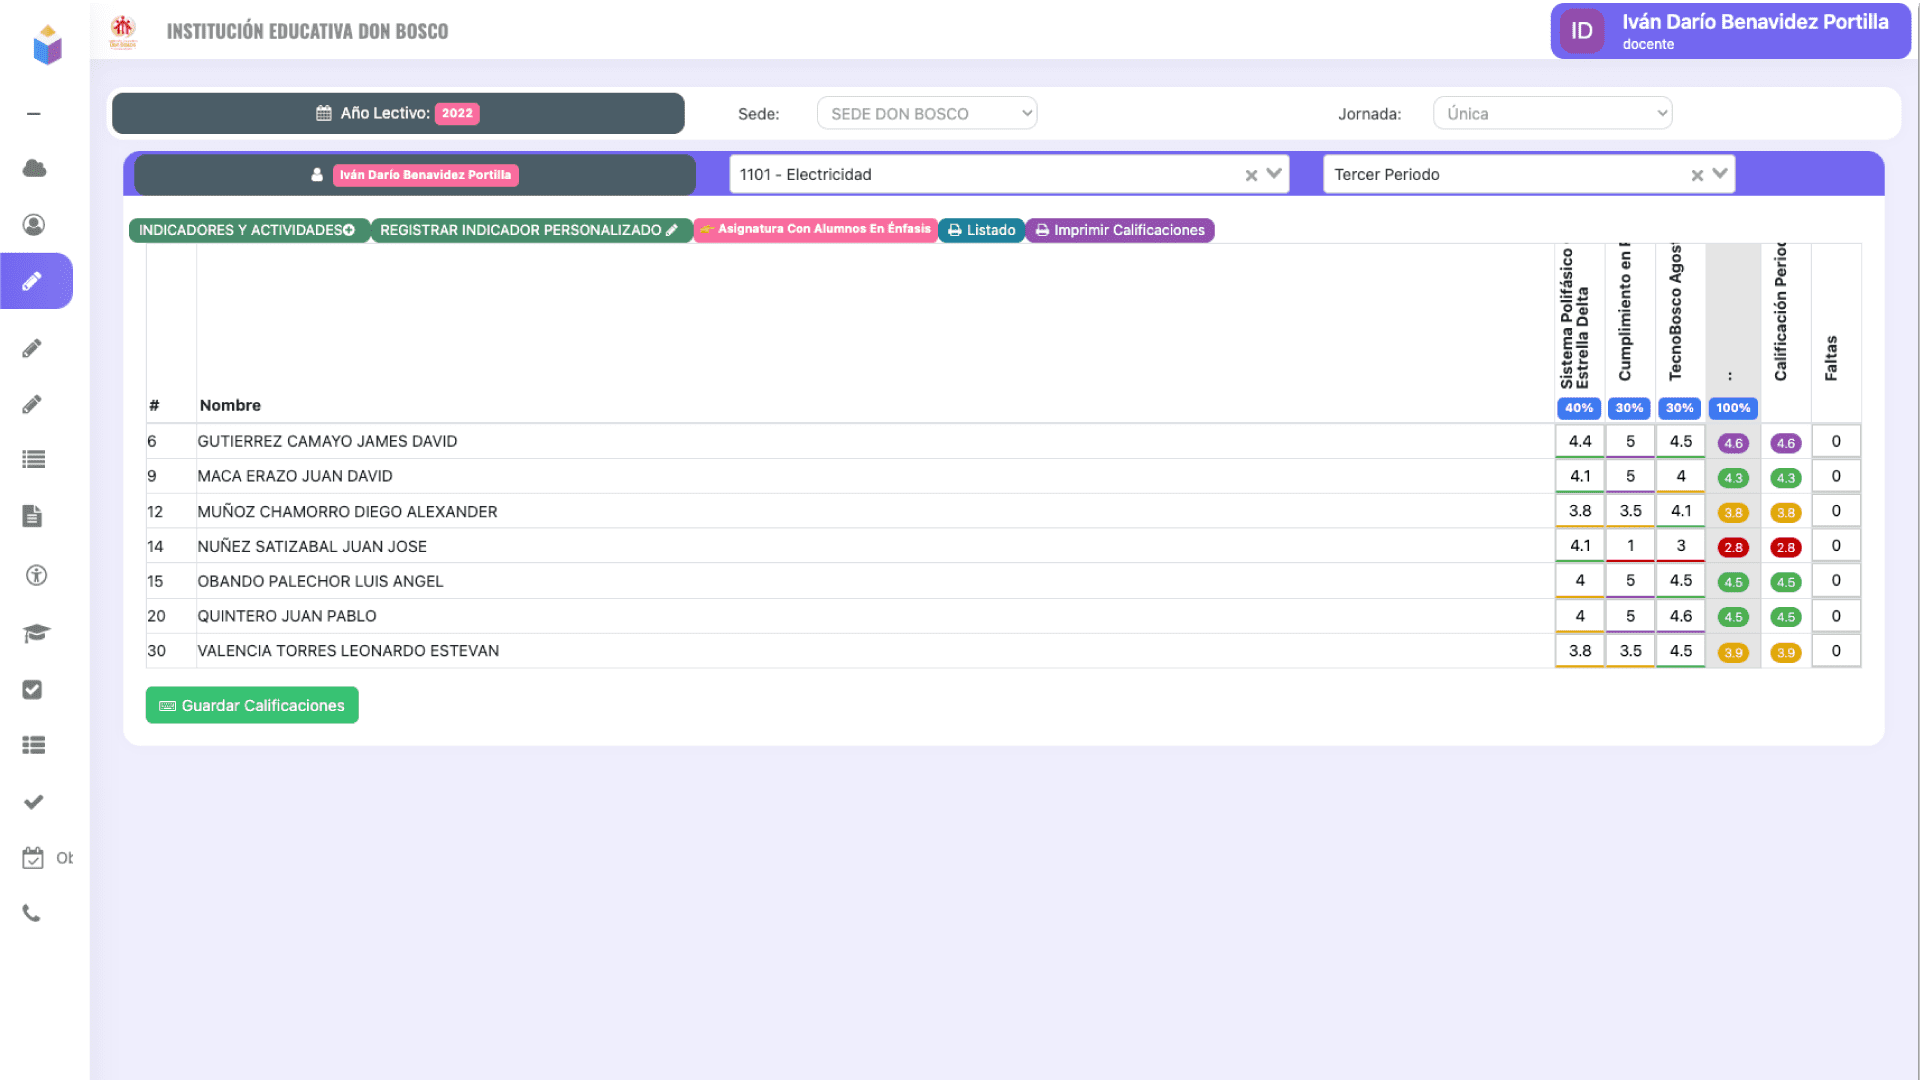 INSTITUCIÓN EDUCATIVA DON BOSCO
ID
Iván Darío Benavidez Portilla
docente
Año Lectivo: 2022
Sede:
SEDE DON BOSCO
Jornada:
Única
Iván Darío Benavidez Portilla
1101 - Electricidad
Tercer Periodo
INDICADORES Y ACTIVIDADES
REGISTRAR INDICADOR PERSONALIZADO
Asignatura Con Alumnos En Énfasis
Listado
Imprimir Calificaciones
# Nombre
Sistema Polifásico
Estrella Delta
Cumplimiento en
TecnoBosco
:
Calificación
Faltas
40% 30% 30% 100%
6 GUTIERREZ CAMAYO JAMES DAVID 4.4 5 4.5 4.6 4.6 0
9 MACA ERAZO JUAN DAVID 4.1 5 4 4.3 4.3 0
12 MUÑOZ CHAMORRO DIEGO ALEXANDER 3.8 3.5 4.1 3.8 3.8 0
14 NUÑEZ SATIZABAL JUAN JOSE 4.1 1 3 2.8 2.8 0
15 OBANDO PALECHOR LUIS ANGEL 4 5 4.5 4.5 4.5 0
20 QUINTERO JUAN PABLO 4 5 4.6 4.5 4.5 0
30 VALENCIA TORRES LEONARDO ESTEVAN 3.8 3.5 4.5 3.9 3.9 0
Guardar Calificaciones